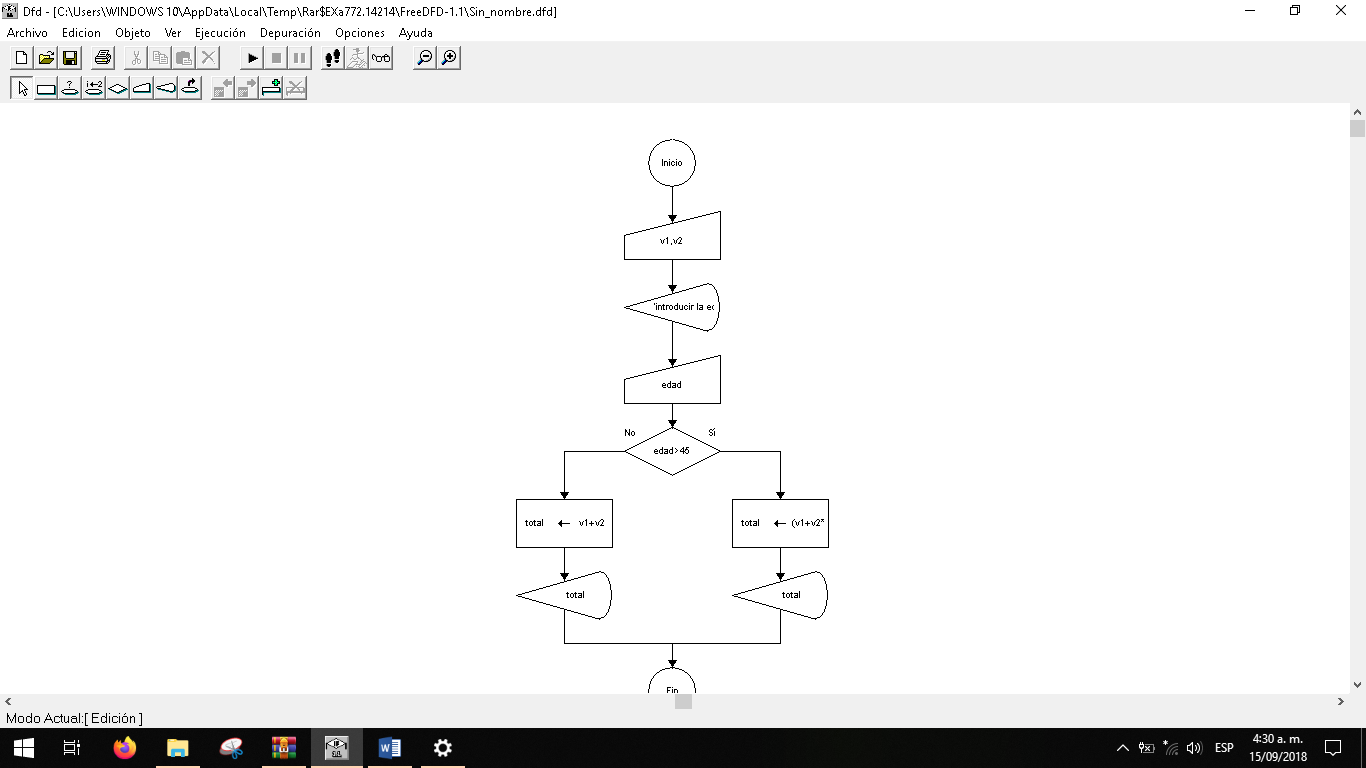 Dfd - [C:\Users\WINDOWS 10\AppData\Local\Temp\Rar$EXa772.14214\FreeDFD-1.1\Sin_nombre.dfd]
Archivo Edicion Objeto Ver Ejecución Depuración Opciones Ayuda
Inicio
v1,v2
'introducir la ec
edad
No Sí
edad>45
total ← v1+v2 total ← (v1+v2*
total total
Fin
Modo Actual:[ Edición ]
ESP 4:30 a. m.
15/09/2018